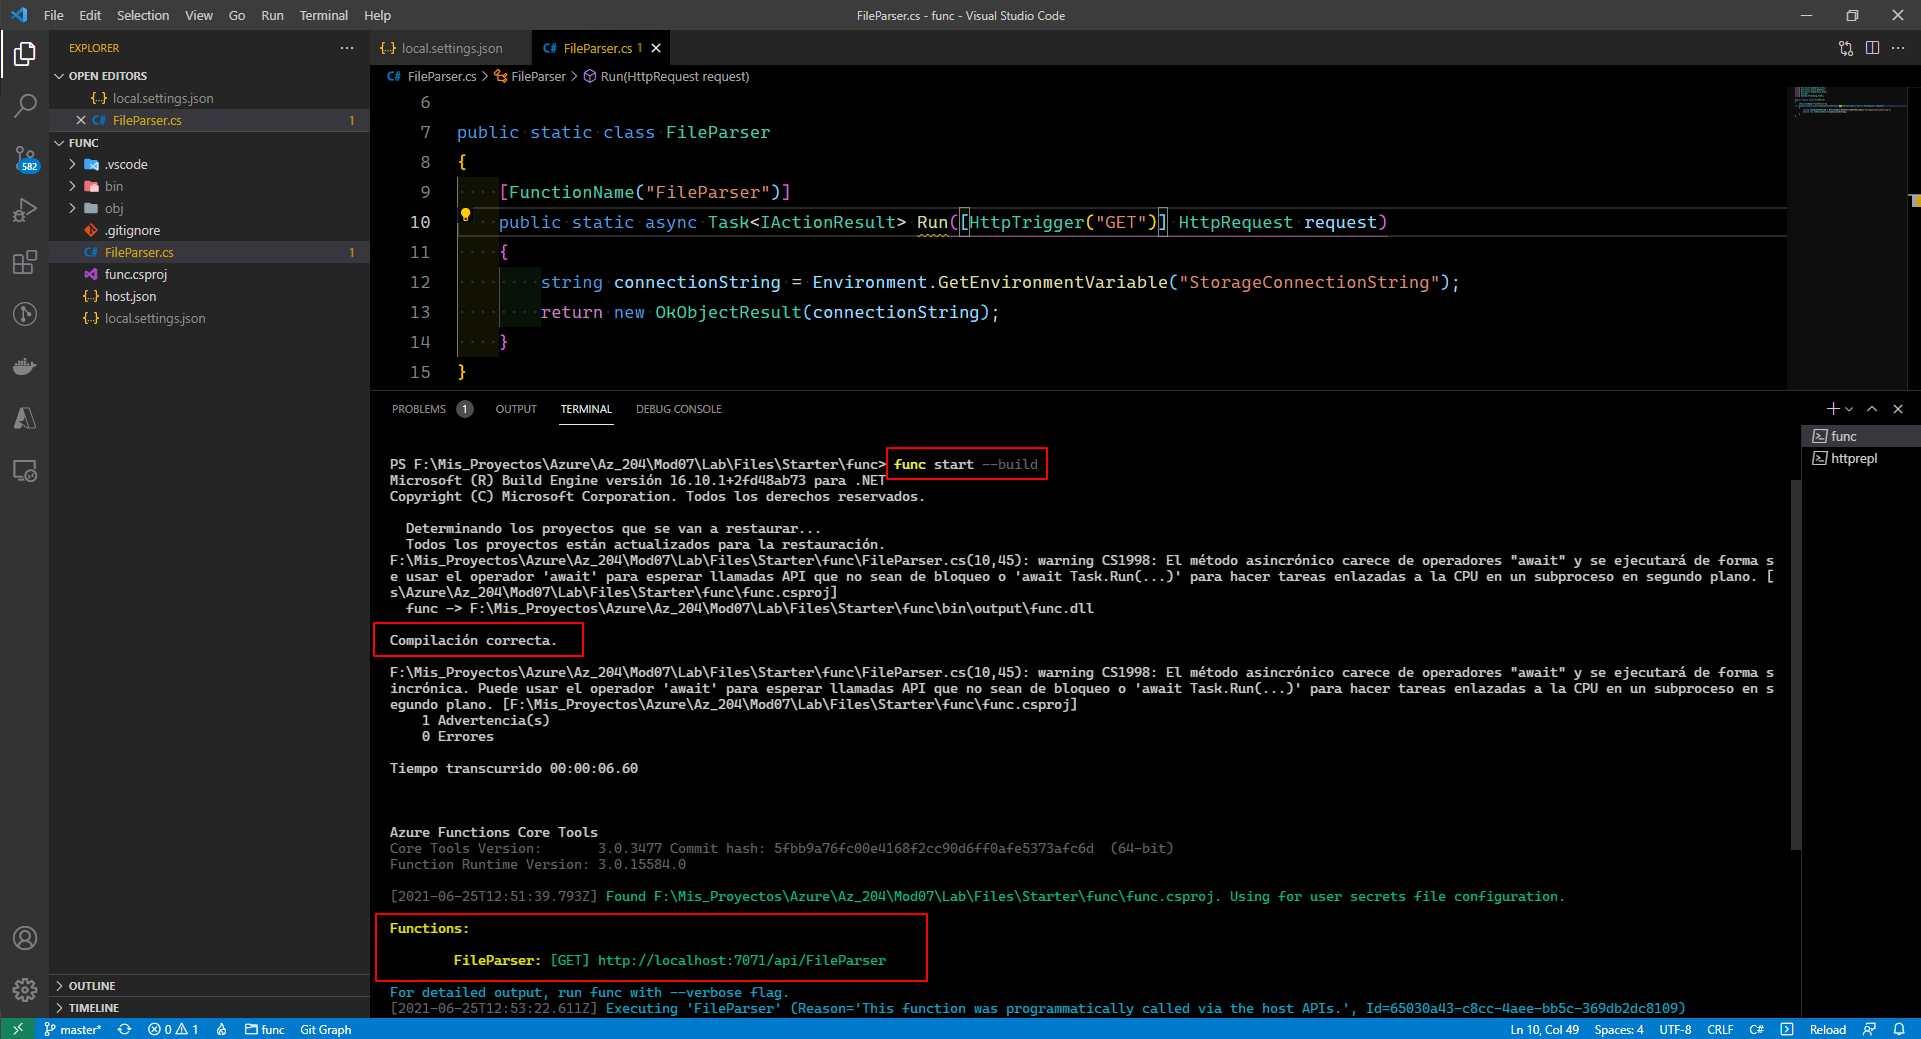 File Edit Selection View Go Run Terminal Help
FileParser.cs - func - Visual Studio Code
EXPLORER
OPEN EDITORS
{..} local.settings.json
C# FileParser.cs 1
FUNC
.vscode
bin
obj
.gitignore
C# FileParser.cs 1
func.csproj
{..} host.json
{..} local.settings.json
582
OUTLINE
TIMELINE
{..} local.settings.json
C# FileParser.cs 1
C# FileParser.cs > FileParser > Run(HttpRequest request)
6
7 public static class FileParser
8 {
9 [FunctionName("FileParser")]
10 public static async Task<IActionResult> Run([HttpTrigger("GET")] HttpRequest request)
11 {
12 string connectionString = Environment.GetEnvironmentVariable("StorageConnectionString");
13 return new OkObjectResult(connectionString);
14 }
15 }
PROBLEMS 1 OUTPUT TERMINAL DEBUG CONSOLE
func
httprepl
PS F:\Mis_Proyectos\Azure\Az_204\Mod07\Lab\Files\Starter\func> func start --build
Microsoft (R) Build Engine versión 16.10.1+2fd48ab73 para .NET
Copyright (C) Microsoft Corporation. Todos los derechos reservados.
Determinando los proyectos que se van a restaurar...
Todos los proyectos están actualizados para la restauración.
F:\Mis_Proyectos\Azure\Az_204\Mod07\Lab\Files\Starter\func\FileParser.cs(10,45): warning CS1998: El método asincrónico carece de operadores "await" y se ejecutará de forma s
e usar el operador 'await' para esperar llamadas API que no sean de bloqueo o 'await Task.Run(...)' para hacer tareas enlazadas a la CPU en un subproceso en segundo plano. [
s\Azure\Az_204\Mod07\Lab\Files\Starter\func\func.csproj]
func -> F:\Mis_Proyectos\Azure\Az_204\Mod07\Lab\Files\Starter\func\bin\output\func.dll
Compilación correcta.
F:\Mis_Proyectos\Azure\Az_204\Mod07\Lab\Files\Starter\func\FileParser.cs(10,45): warning CS1998: El método asincrónico carece de operadores "await" y se ejecutará de forma s
incrónica. Puede usar el operador 'await' para esperar llamadas API que no sean de bloqueo o 'await Task.Run(...)' para hacer tareas enlazadas a la CPU en un subproceso en s
egundo plano. [F:\Mis_Proyectos\Azure\Az_204\Mod07\Lab\Files\Starter\func\func.csproj]
1 Advertencia(s)
0 Errores
Tiempo transcurrido 00:00:06.60
Azure Functions Core Tools
Core Tools Version: 3.0.3477 Commit hash: 5fbb9a76fc00e4168f2cc90d6ff0afe5373afc6d (64-bit)
Function Runtime Version: 3.0.15584.0
[2021-06-25T12:51:39.793Z] Found F:\Mis_Proyectos\Azure\Az_204\Mod07\Lab\Files\Starter\func\func.csproj. Using for user secrets file configuration.
Functions:
FileParser: [GET] http://localhost:7071/api/FileParser
For detailed output, run func with --verbose flag.
[2021-06-25T12:53:22.611Z] Executing 'FileParser' (Reason='This function was programmatically called via the host APIs.', Id=65030a43-c8cc-4aee-bb5c-369db2dc8109)
master* 0 1 func Git Graph
Ln 10, Col 49 Spaces: 4 UTF-8 CRLF C# Reload